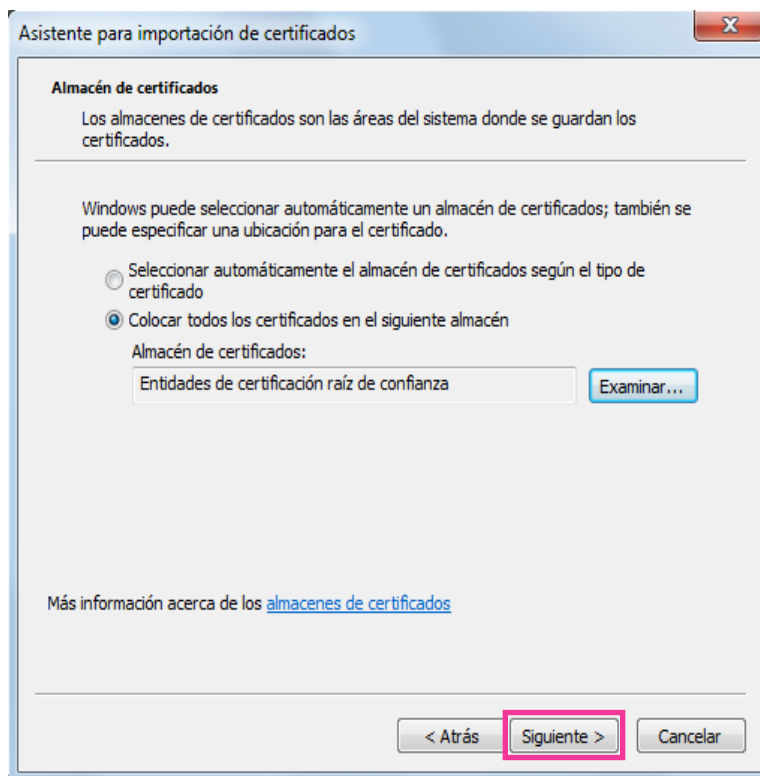 Asistente para importación de certificados
X
Almacén de certificados
Los almacenes de certificados son las áreas del sistema donde se guardan los
certificados.
Windows puede seleccionar automáticamente un almacén de certificados; también se
puede especificar una ubicación para el certificado.
Seleccionar automáticamente el almacén de certificados según el tipo de
certificado
Colocar todos los certificados en el siguiente almacén
Almacén de certificados:
Entidades de certificación raíz de confianza
Examinar...
Más información acerca de los almacenes de certificados
< Atrás
Siguiente >
Cancelar